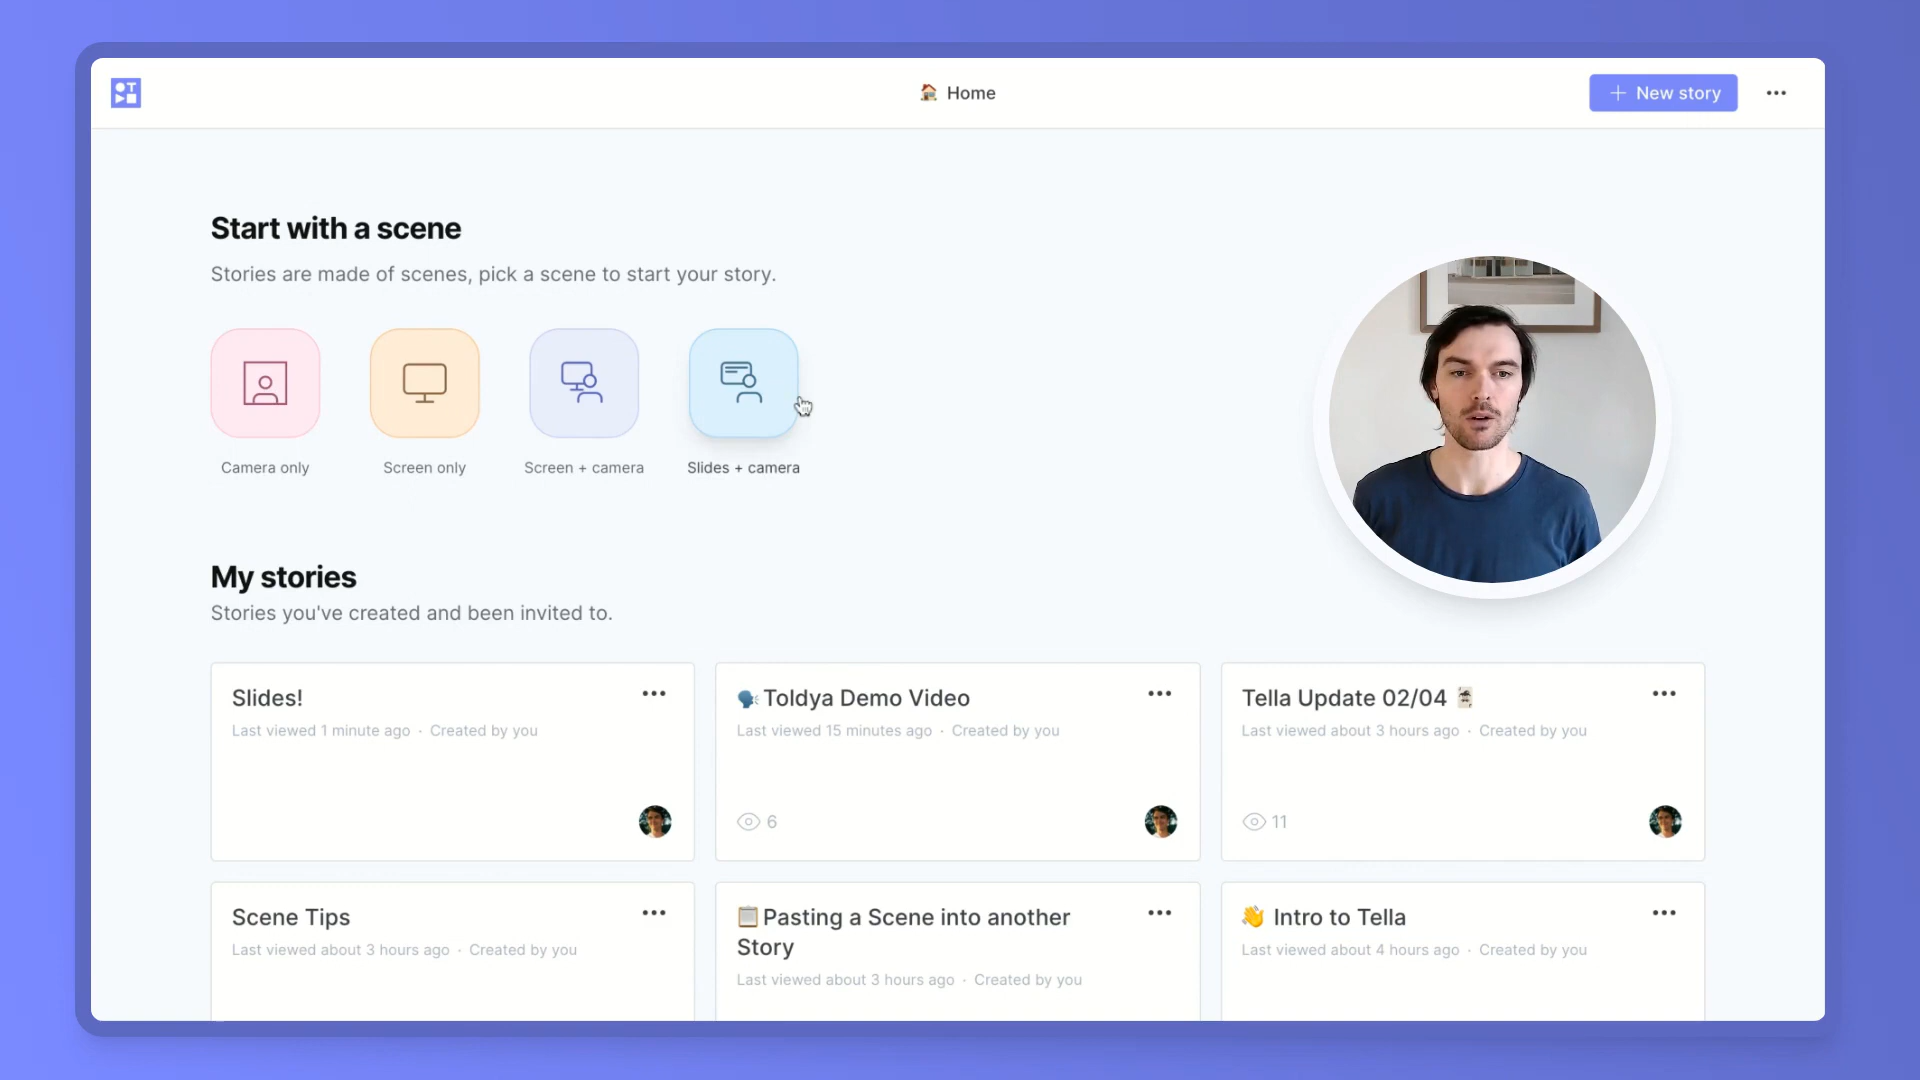 Home
New story
Start with a scene
Stories are made of scenes, pick a scene to start your story.
Camera only
Screen only
Screen + camera
Slides + camera
My stories
Stories you've created and been invited to.
Slides!
Last viewed 1 minute ago · Created by you
🗣️ Toldya Demo Video
Last viewed 15 minutes ago · Created by you
6
Tella Update 02/04 🃏
Last viewed about 3 hours ago · Created by you
11
Scene Tips
Last viewed about 3 hours ago · Created by you
📋 Pasting a Scene into another
Story
Last viewed about 3 hours ago · Created by you
👋 Intro to Tella
Last viewed about 4 hours ago · Created by you